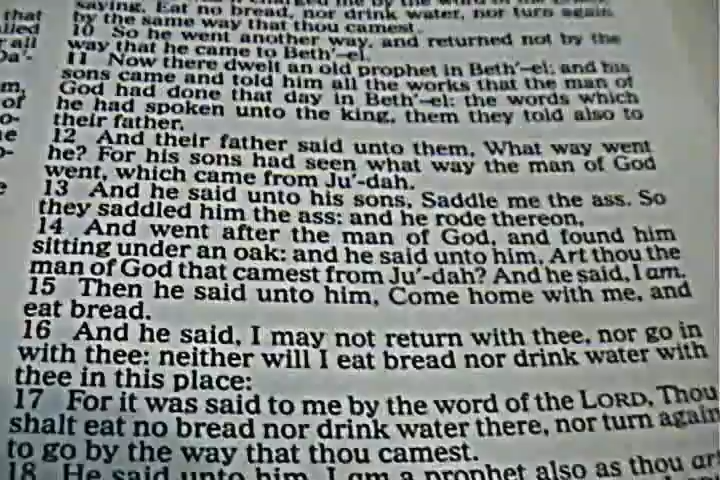 saying, Eat no bread, nor drink water, nor turn again
by the same way that thou camest.
10 So he went another way, and returned not by the
way that he came to Beth'-el.
11 Now there dwelt an old prophet in Beth'-el; and his
sons came and told him all the works that the man of
God had done that day in Beth'-el: the words which
he had spoken unto the king, them they told also to
their father.
12 And their father said unto them, What way went
he? For his sons had seen what way the man of God
went, which came from Ju'-dah.
13 And he said unto his sons, Saddle me the ass. So
they saddled him the ass: and he rode thereon,
14 And went after the man of God, and found him
sitting under an oak: and he said unto him, Art thou the
man of God that camest from Ju'-dah? And he said, I am.
15 Then he said unto him, Come home with me, and
eat bread.
16 And he said, I may not return with thee, nor go in
with thee: neither will I eat bread nor drink water with
thee in this place:
17 For it was said to me by the word of the LORD, Thou
shalt eat no bread nor drink water there, nor turn again
to go by the way that thou camest.
18 He said unto him, I am a prophet also as thou art
that
all
of